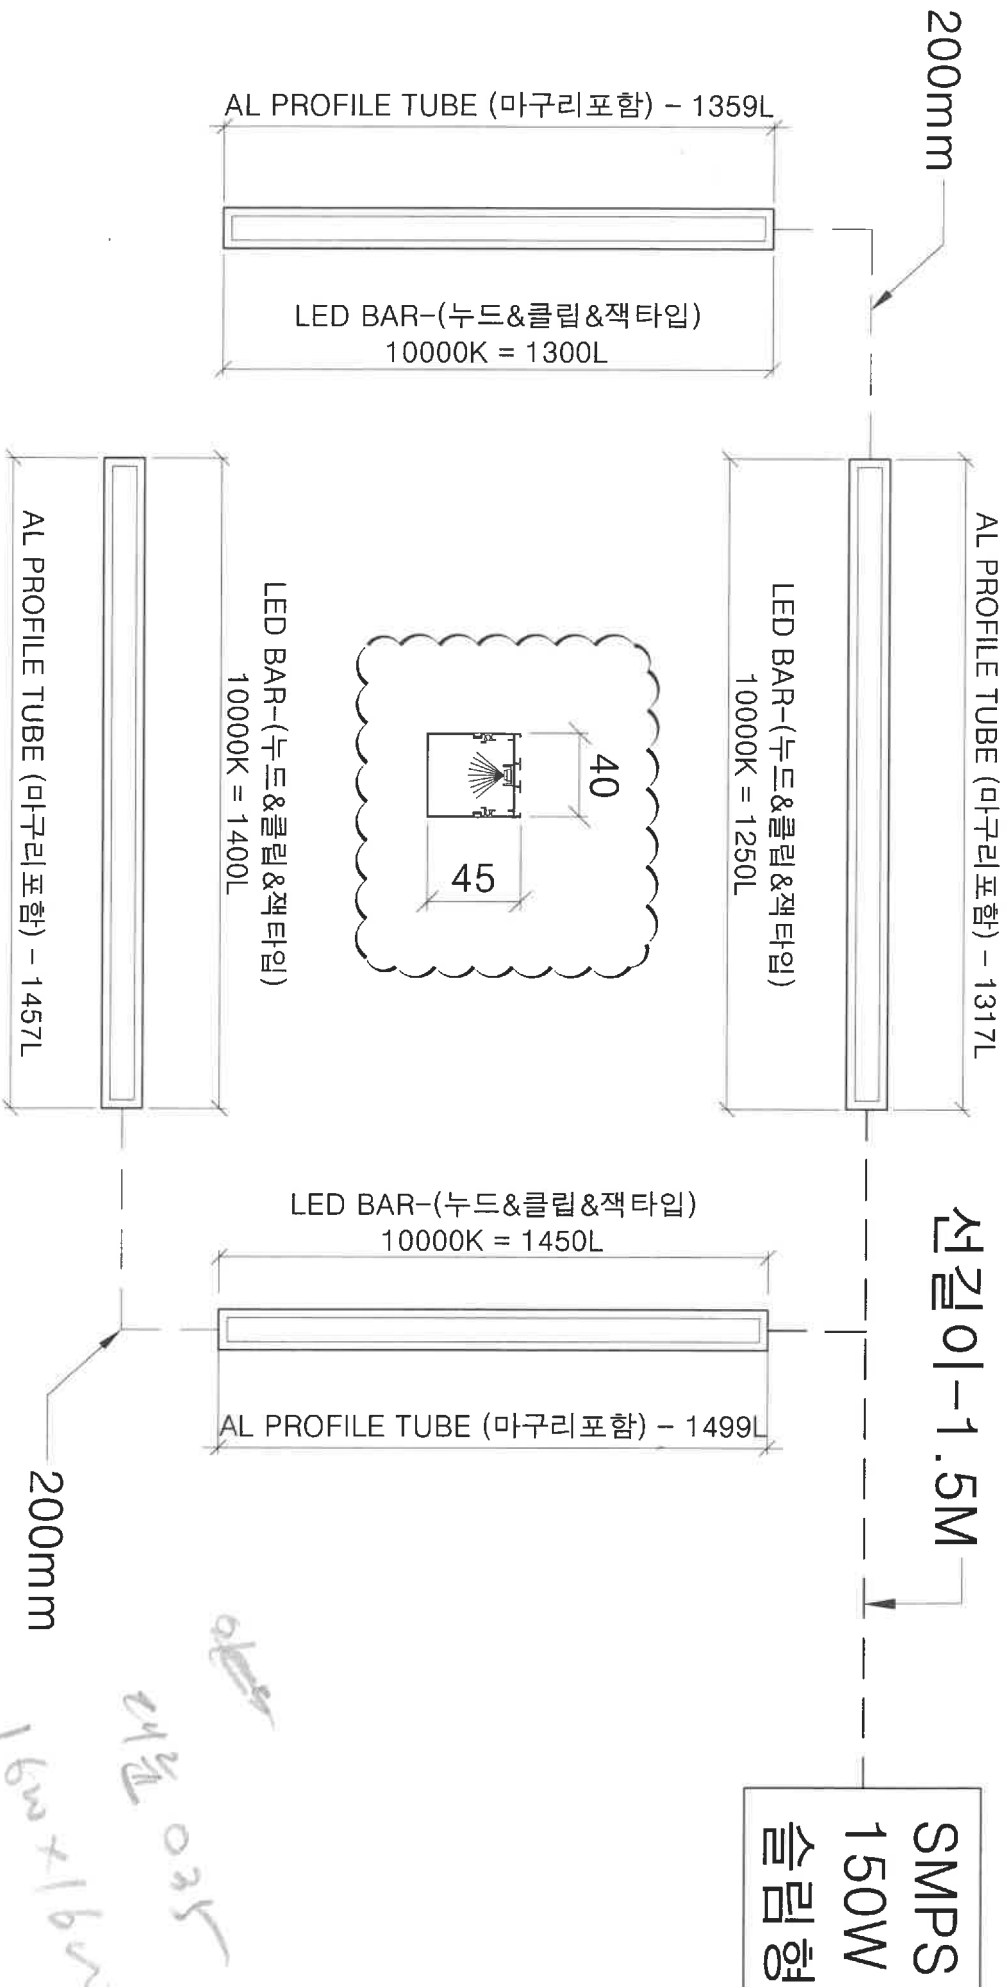 200mm
AL PROFILE TUBE (마구리포함) - 1359L
LED BAR-(누드&클립&잭타입)
10000K = 1300L
AL PROFILE TUBE (마구리포함) - 1317L
LED BAR-(누드&클립&잭타입)
10000K = 1250L
40
45
LED BAR-(누드&클립&잭타입)
10000K = 1400L
AL PROFILE TUBE (마구리포함) - 1457L
LED BAR-(누드&클립&잭타입)
10000K = 1450L
AL PROFILE TUBE (마구리포함) - 1499L
선길이-1.5M
200mm
SMPS
150W
슬림형